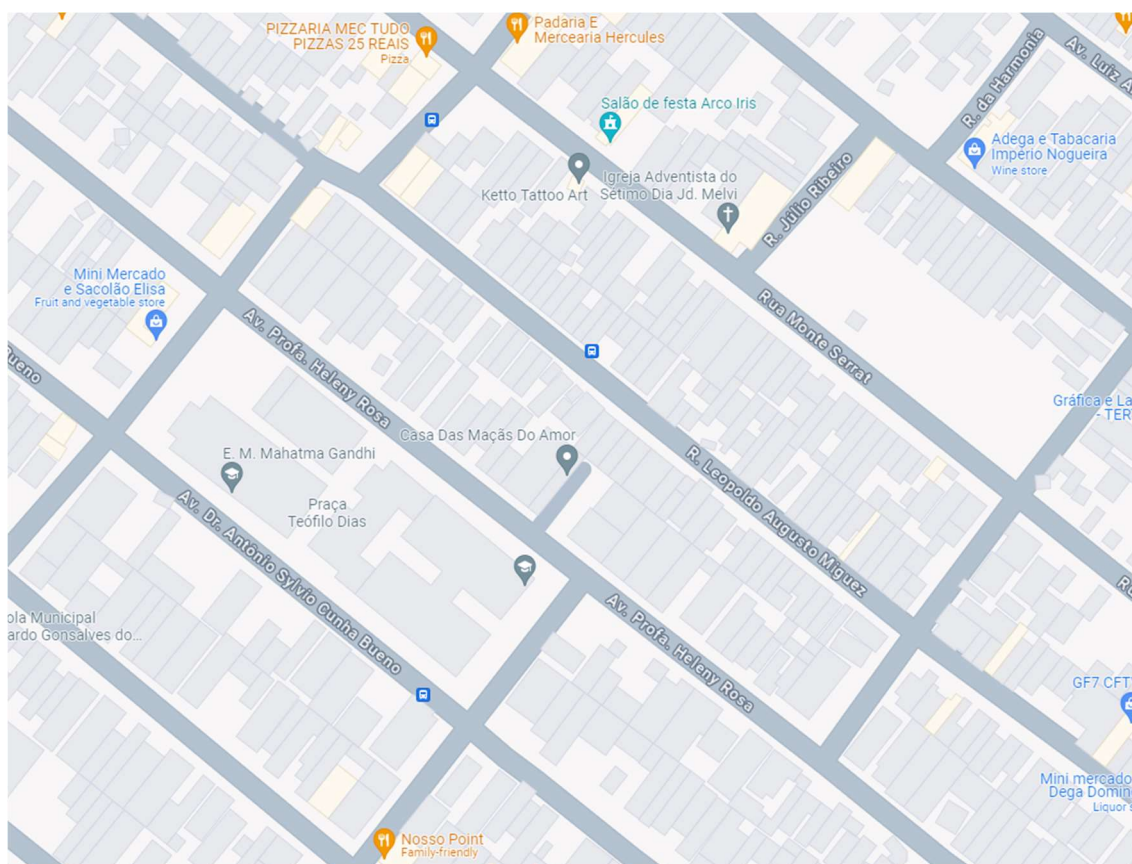 PIZZARIA MEC TUDO
PIZZAS 25 REAIS
Pizza
Padaria E
Mercearia Hercules
Av. Luiz A
R. da Harmonia
Salão de festa Arco Iris
Adega e Tabacaria
Império Nogueira
Wine store
Igreja Adventista do
Sétimo Dia Jd. Melvi
Ketto Tattoo Art
R. Júlio Ribeiro
Mini Mercado
e Sacolão Elisa
Fruit and vegetable store
Rua Monte Serrat
Av. Profa. Heleny Rosa
Bueno
Gráfica e La
- TER
Casa Das Maçãs Do Amor
E. M. Mahatma Gandhi
R. Leopoldo Augusto Miguez
Praça
Teófilo Dias
Av. Dr. Antônio Sylvio Cunha Bueno
Ru
Av. Profa. Heleny Rosa
ola Municipal
ardo Gonsalves do...
GF7 CFT
Mini mercado
Dega Domin
Liquor s
Nosso Point
Family-friendly